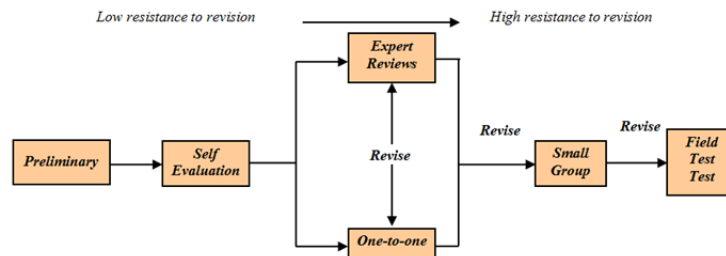 Low resistance to revision
High resistance to revision
Expert
Reviews
Preliminary
Self
Evaluation
Revise
Revise
Small
Group
Revise
Field
Test
Test
One-to-one